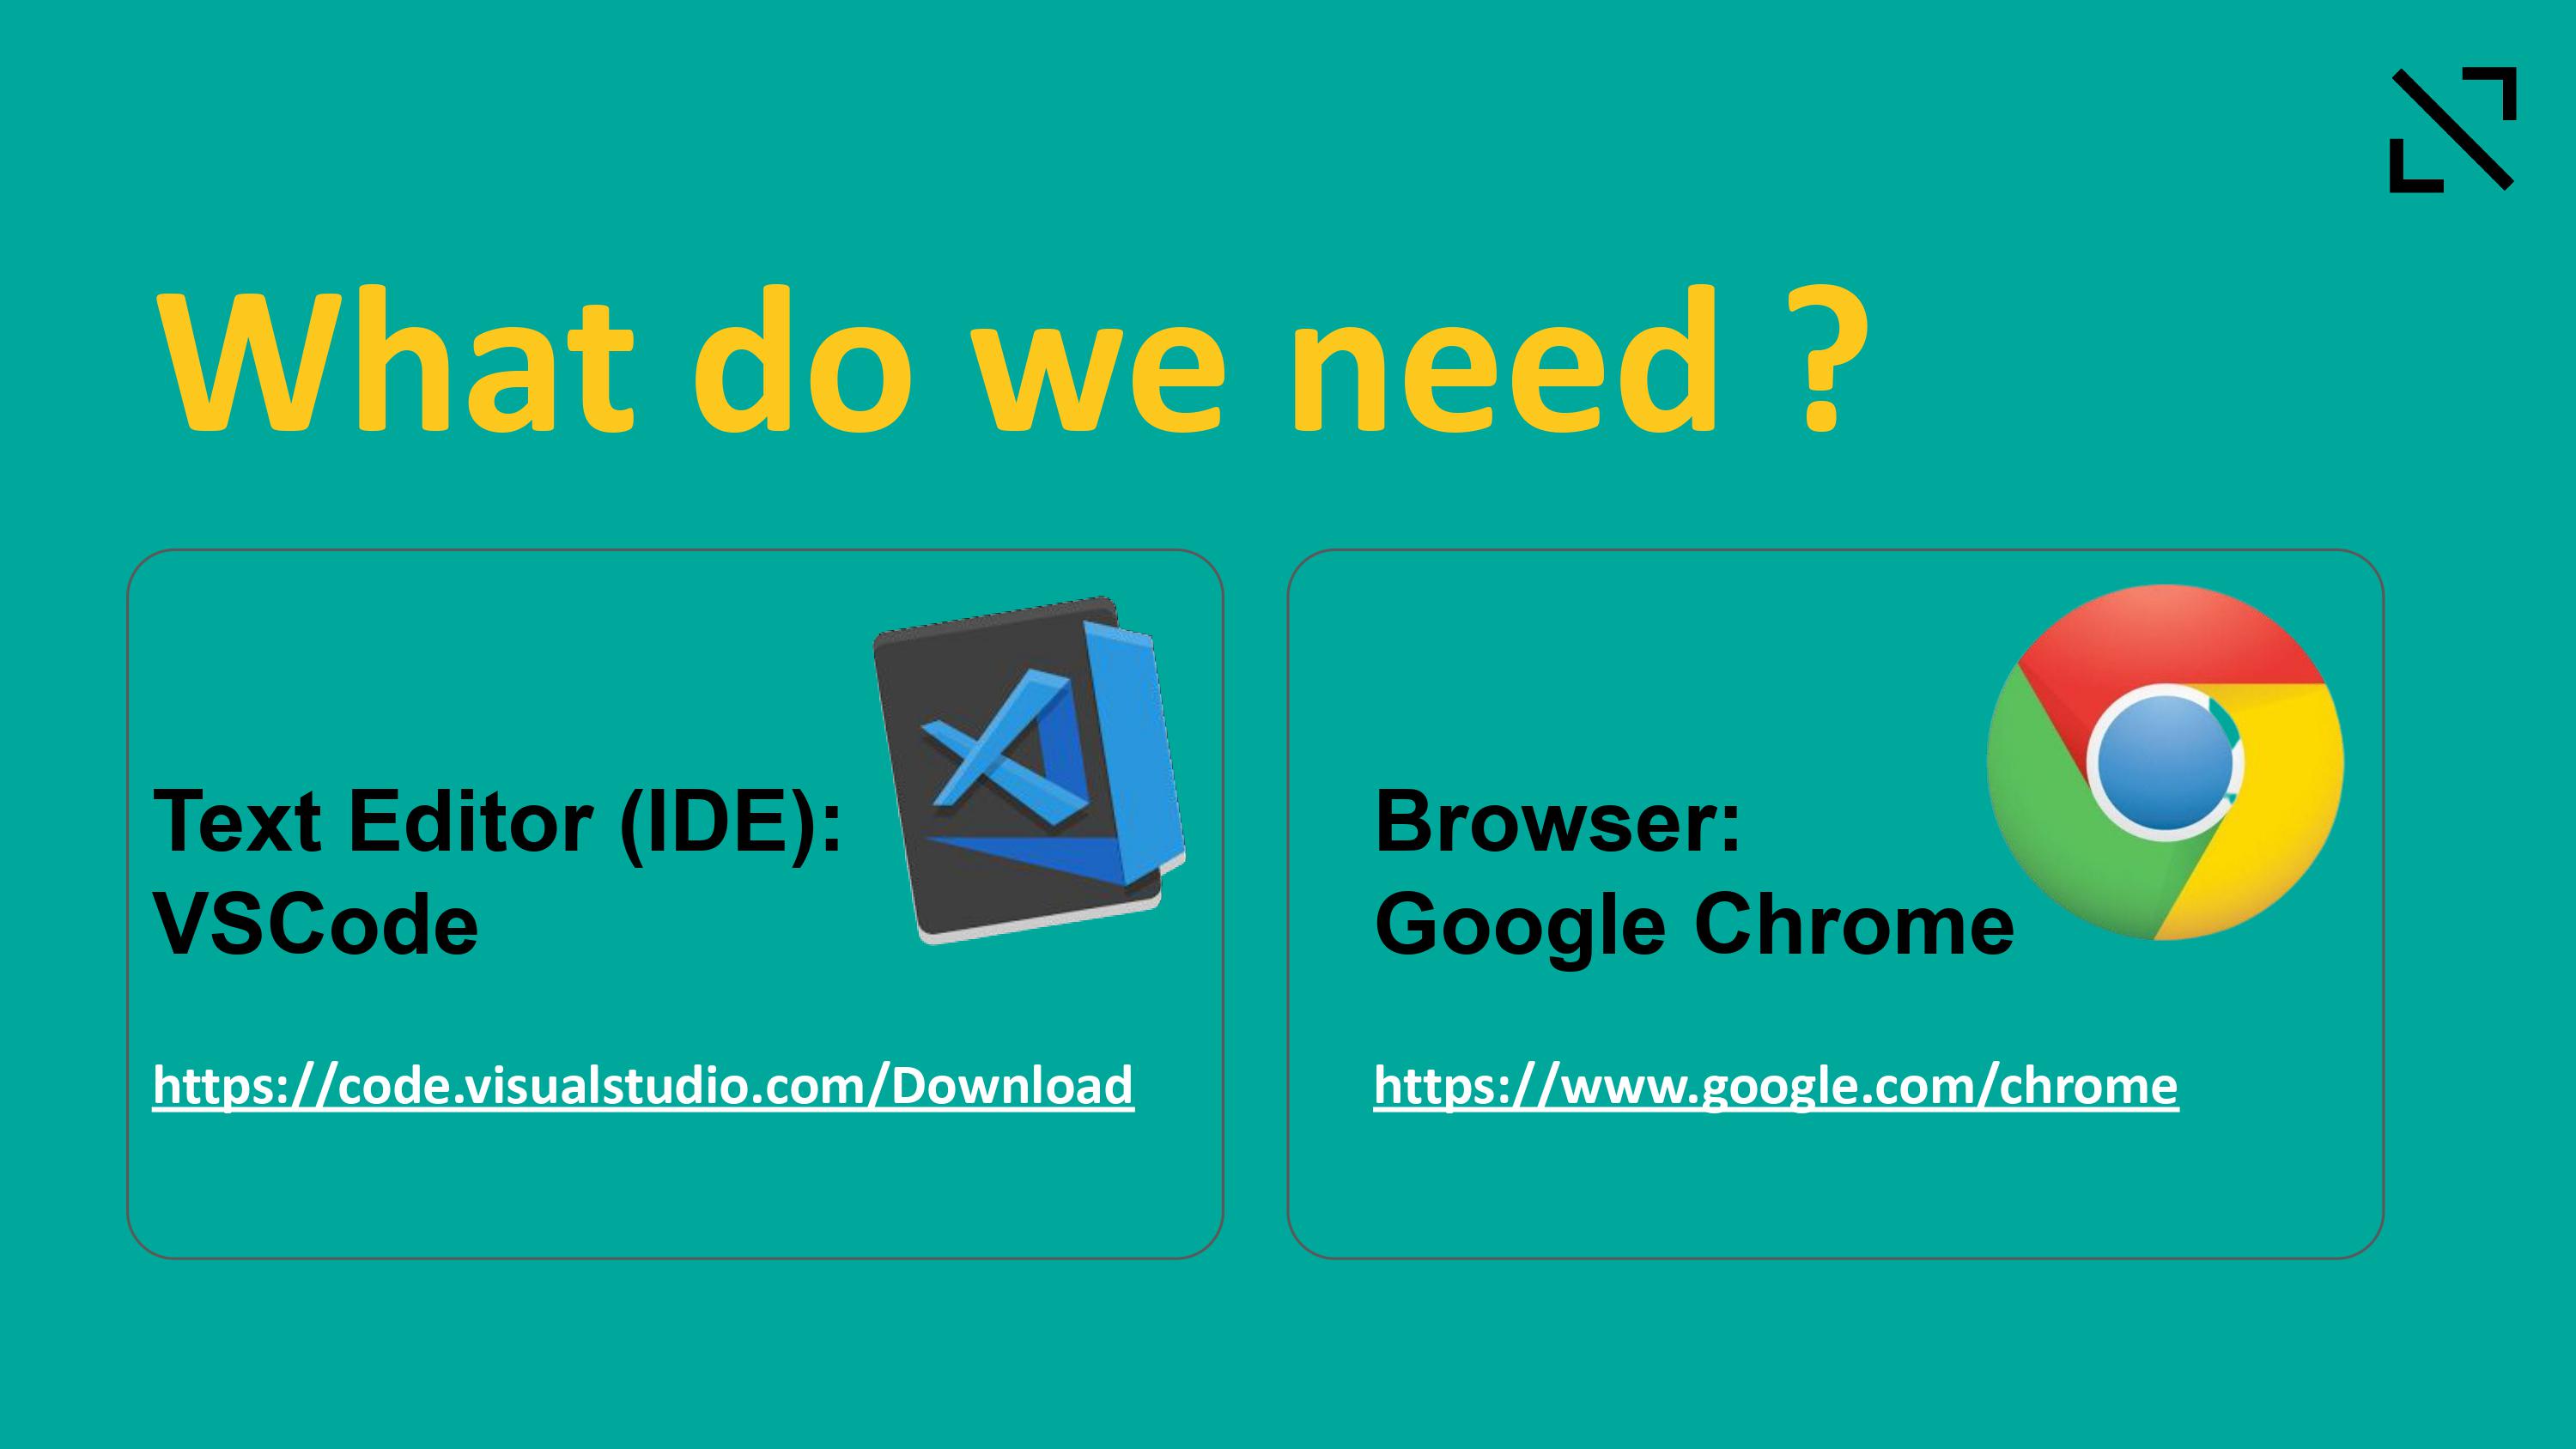 What do we need ?
Text Editor (IDE):
VSCode
https://code.visualstudio.com/Download
Browser:
Google Chrome
https://www.google.com/chrome